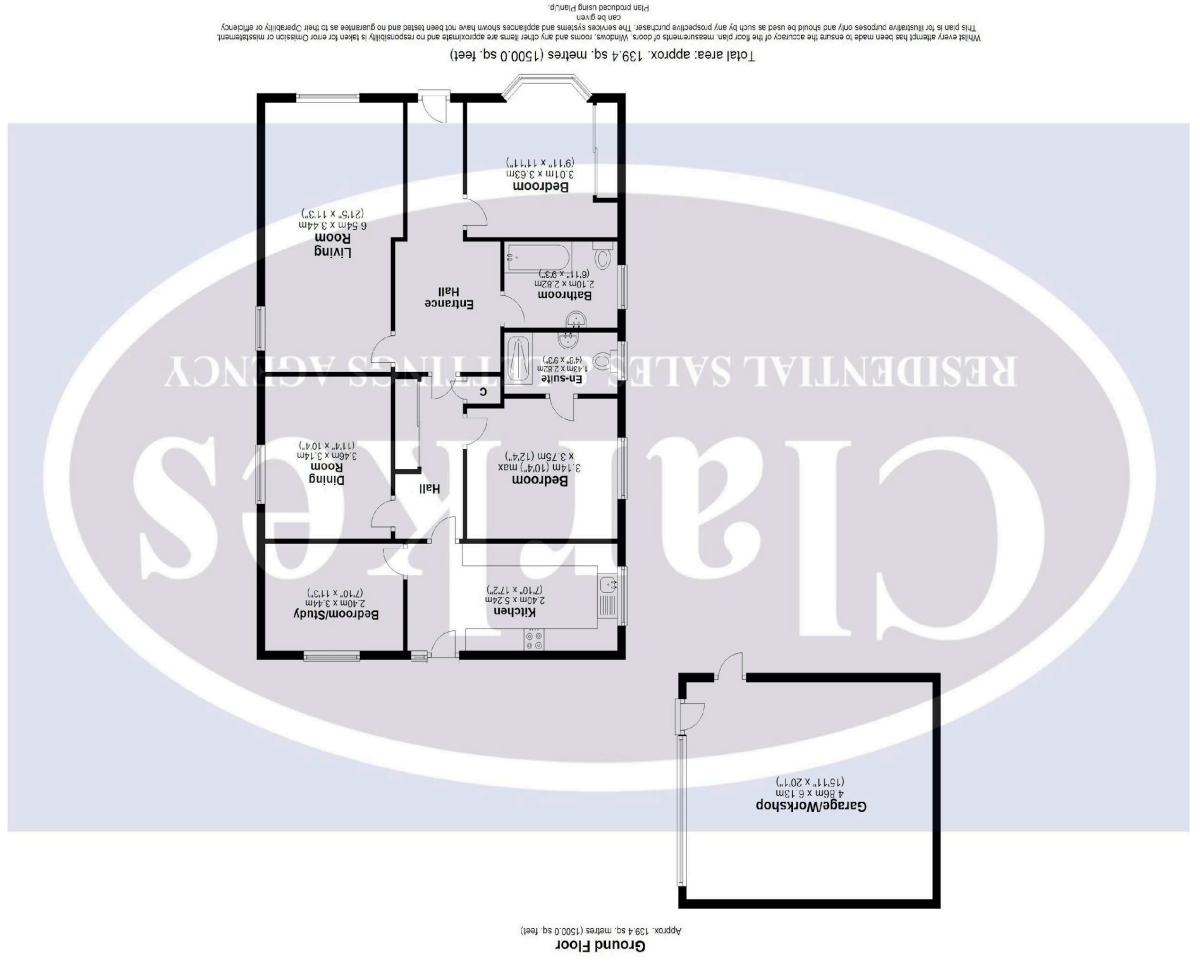 Ground Floor
Approx. 139.4 sq. metres (1500.0 sq. feet)
Garage/Workshop
4.86m x 6.13m
(15'11" x 20'1")
Kitchen
2.40m x 5.24m
(7'10" x 17'2")
Bedroom/Study
2.40m x 3.44m
(7'10" x 11'3")
Bedroom
3.14m (10'4") max
x 3.75m (12'4")
Hall
Dining
Room
3.46m x 3.14m
(11'4" x 10'4")
C
En-suite
1.43m x 2.82m
(4'8" x 9'3")
Bathroom
2.10m x 2.82m
(6'11" x 9'3")
Entrance
Hall
Living
Room
6.54m x 3.44m
(21'5" x 11'3")
Bedroom
3.01m x 3.63m
(9'11" x 11'11")
Clarkes
RESIDENTIAL SALES & LETTINGS AGENCY
Total area: approx. 139.4 sq. metres (1500.0 sq. feet)
Whilst every attempt has been made to ensure the accuracy of the floor plan, measurements of doors, Windows, rooms and any other items are approximate and no responsibility is taken for error Omission or misstatement.
This plan is for illustrative purposes only and should be used as such by any prospective purchaser. The services systems and appliances shown have not been tested and no guarantee as to their Operability or efficiency
can be given
Plan produced using PlanUp.